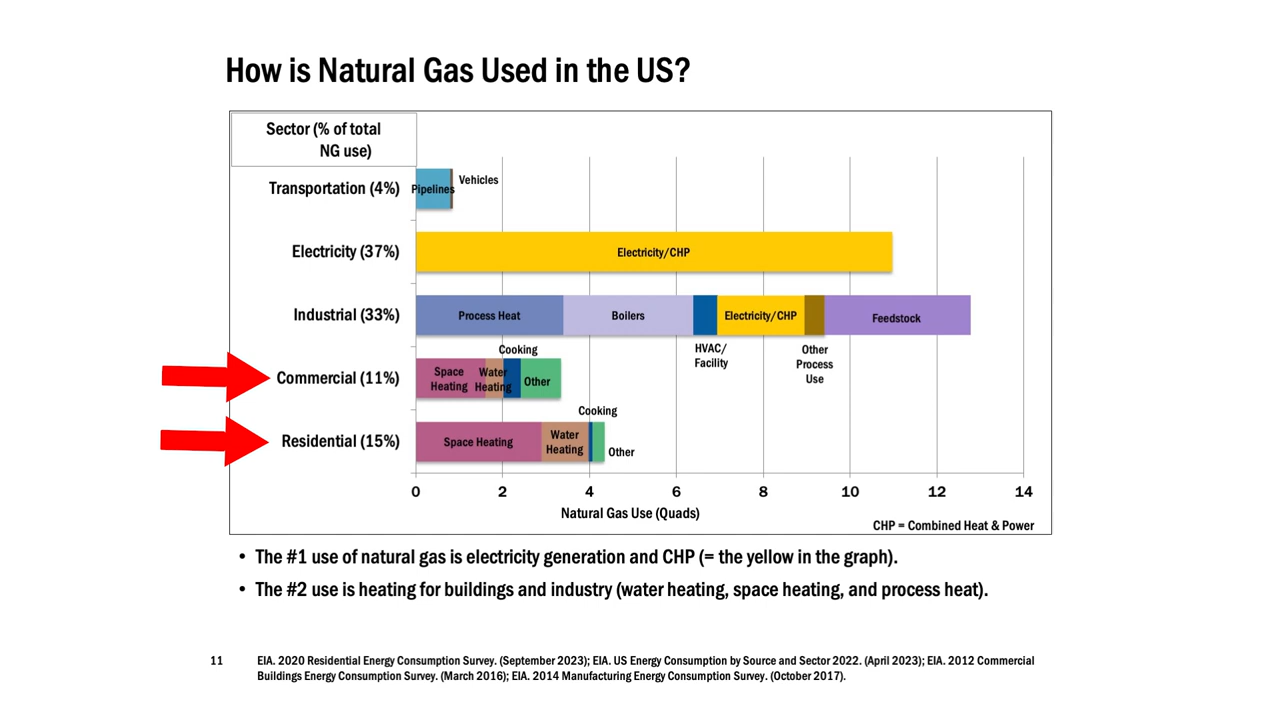 How is Natural Gas Used in the US?
Sector (% of total
NG use)
Transportation (4%)
Pipelines
Vehicles
Electricity (37%)
Electricity/CHP
Industrial (33%)
Process Heat
Boilers
Electricity/CHP
Feedstock
HVAC/
Facility
Other
Process
Use
Commercial (11%)
Cooking
Space
Heating
Water
Heating
Other
Residential (15%)
Cooking
Space Heating
Water
Heating
Other
0 2 4 6 8 10 12 14
Natural Gas Use (Quads)
CHP = Combined Heat & Power
• The #1 use of natural gas is electricity generation and CHP (= the yellow in the graph).
• The #2 use is heating for buildings and industry (water heating, space heating, and process heat).
11
EIA. 2020 Residential Energy Consumption Survey. (September 2023); EIA. US Energy Consumption by Source and Sector 2022. (April 2023); EIA. 2012 Commercial
Buildings Energy Consumption Survey. (March 2016); EIA. 2014 Manufacturing Energy Consumption Survey. (October 2017).